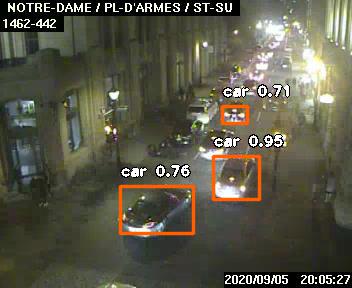 NOTRE-DAME / PL-D'ARMES / ST-SU
1462-442
car 0.71
car 0.95
car 0.76
2020/09/05 20:05:27